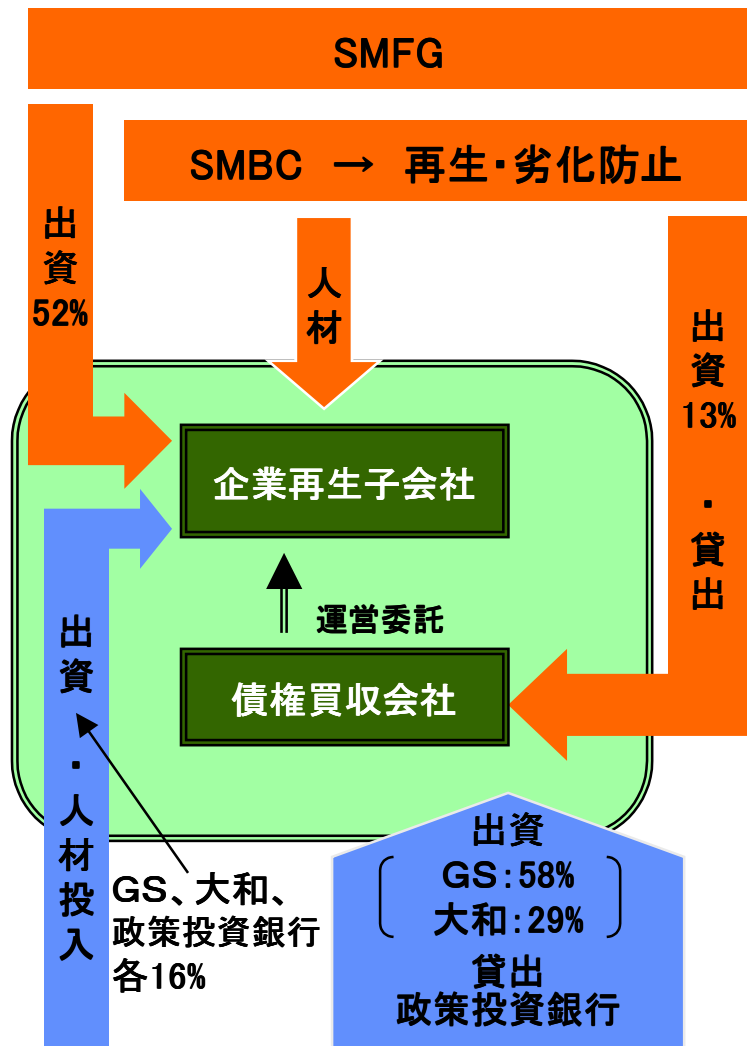 SMFG
SMBC → 再生・劣化防止
出資
52%
人材
出資
13%
・貸出
企業再生子会社
運営委託
債権買収会社
出資・人材投入
GS、大和、
政策投資銀行
各16%
出資
GS:58%
大和:29%
貸出
政策投資銀行